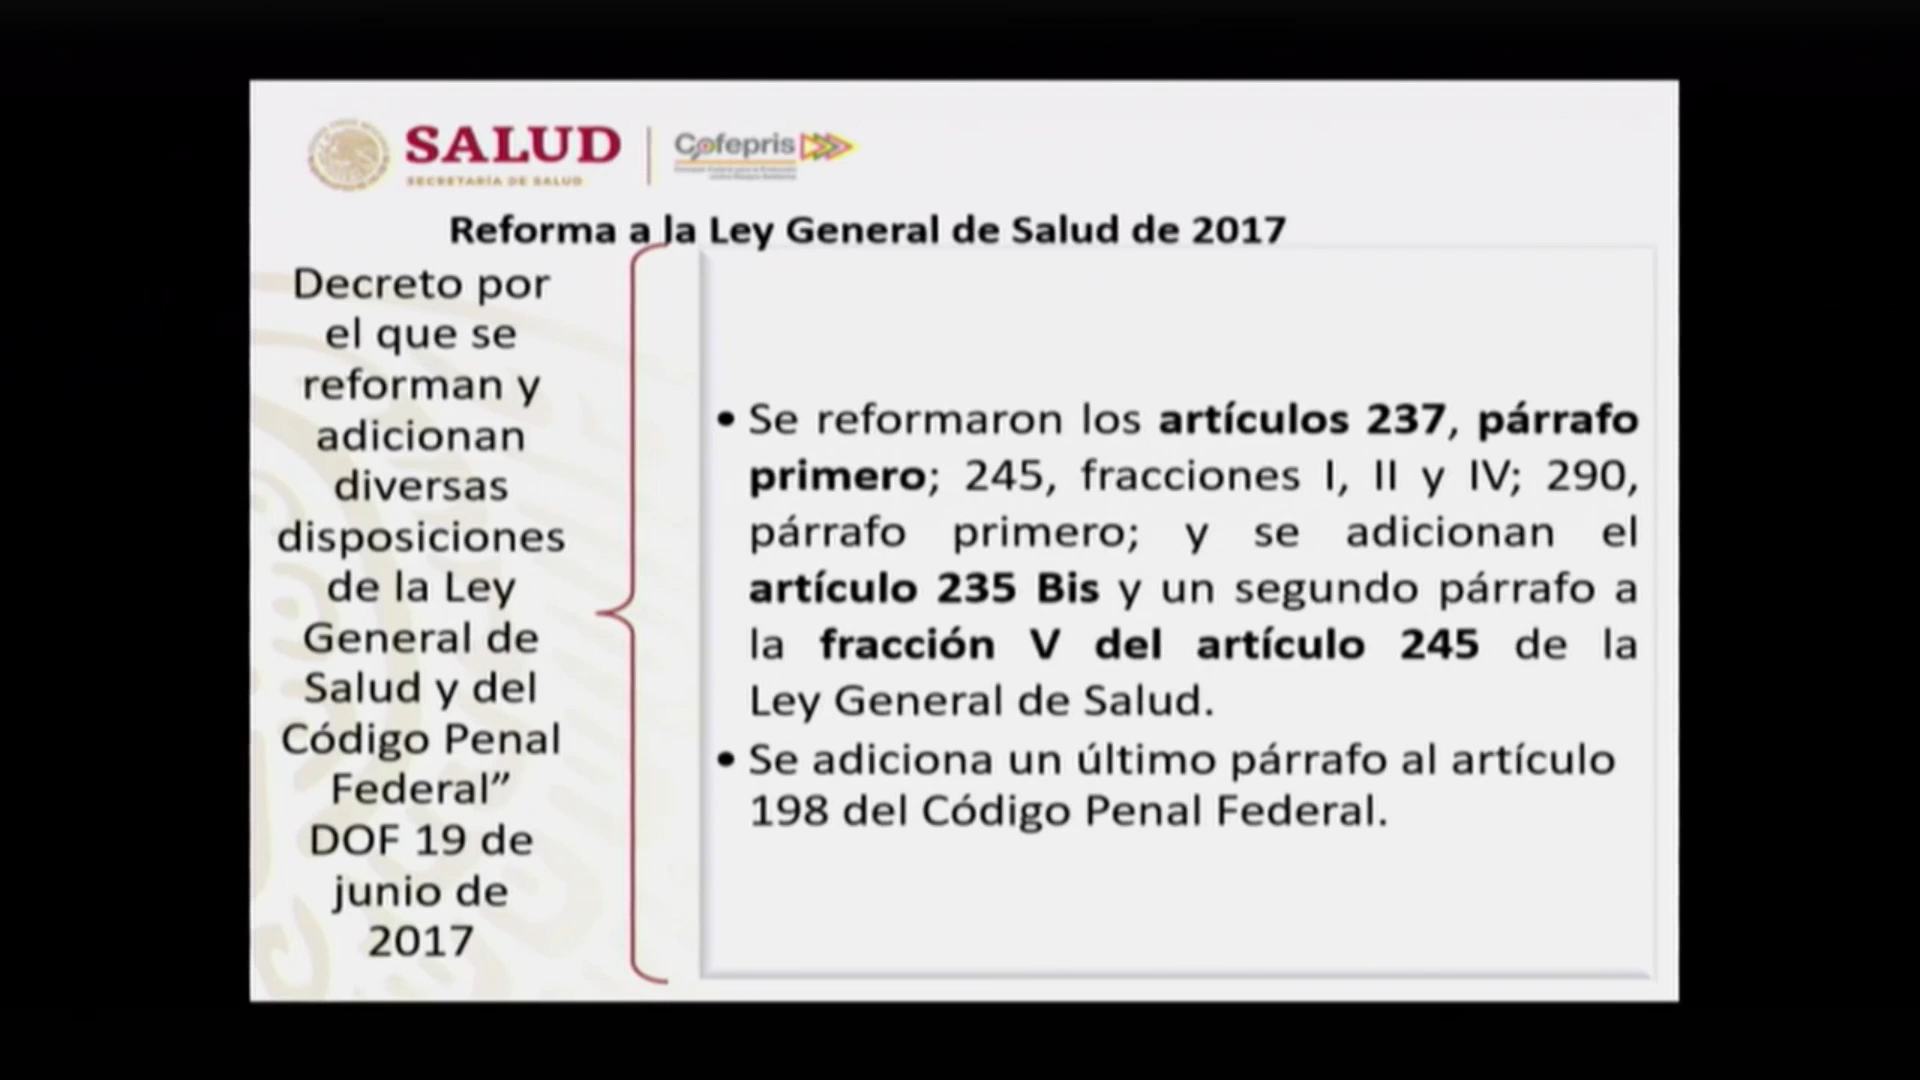 SALUD
SECRETARÍA DE SALUD
Cofepris
Reforma a la Ley General de Salud de 2017
Decreto por
el que se
reforman y
adicionan
diversas
disposiciones
de la Ley
General de
Salud y del
Código Penal
Federal”
DOF 19 de
junio de
2017
• Se reformaron los artículos 237, párrafo
primero; 245, fracciones I, II y IV; 290,
párrafo primero; y se adicionan el
artículo 235 Bis y un segundo párrafo a
la fracción V del artículo 245 de la
Ley General de Salud.
• Se adiciona un último párrafo al artículo
198 del Código Penal Federal.